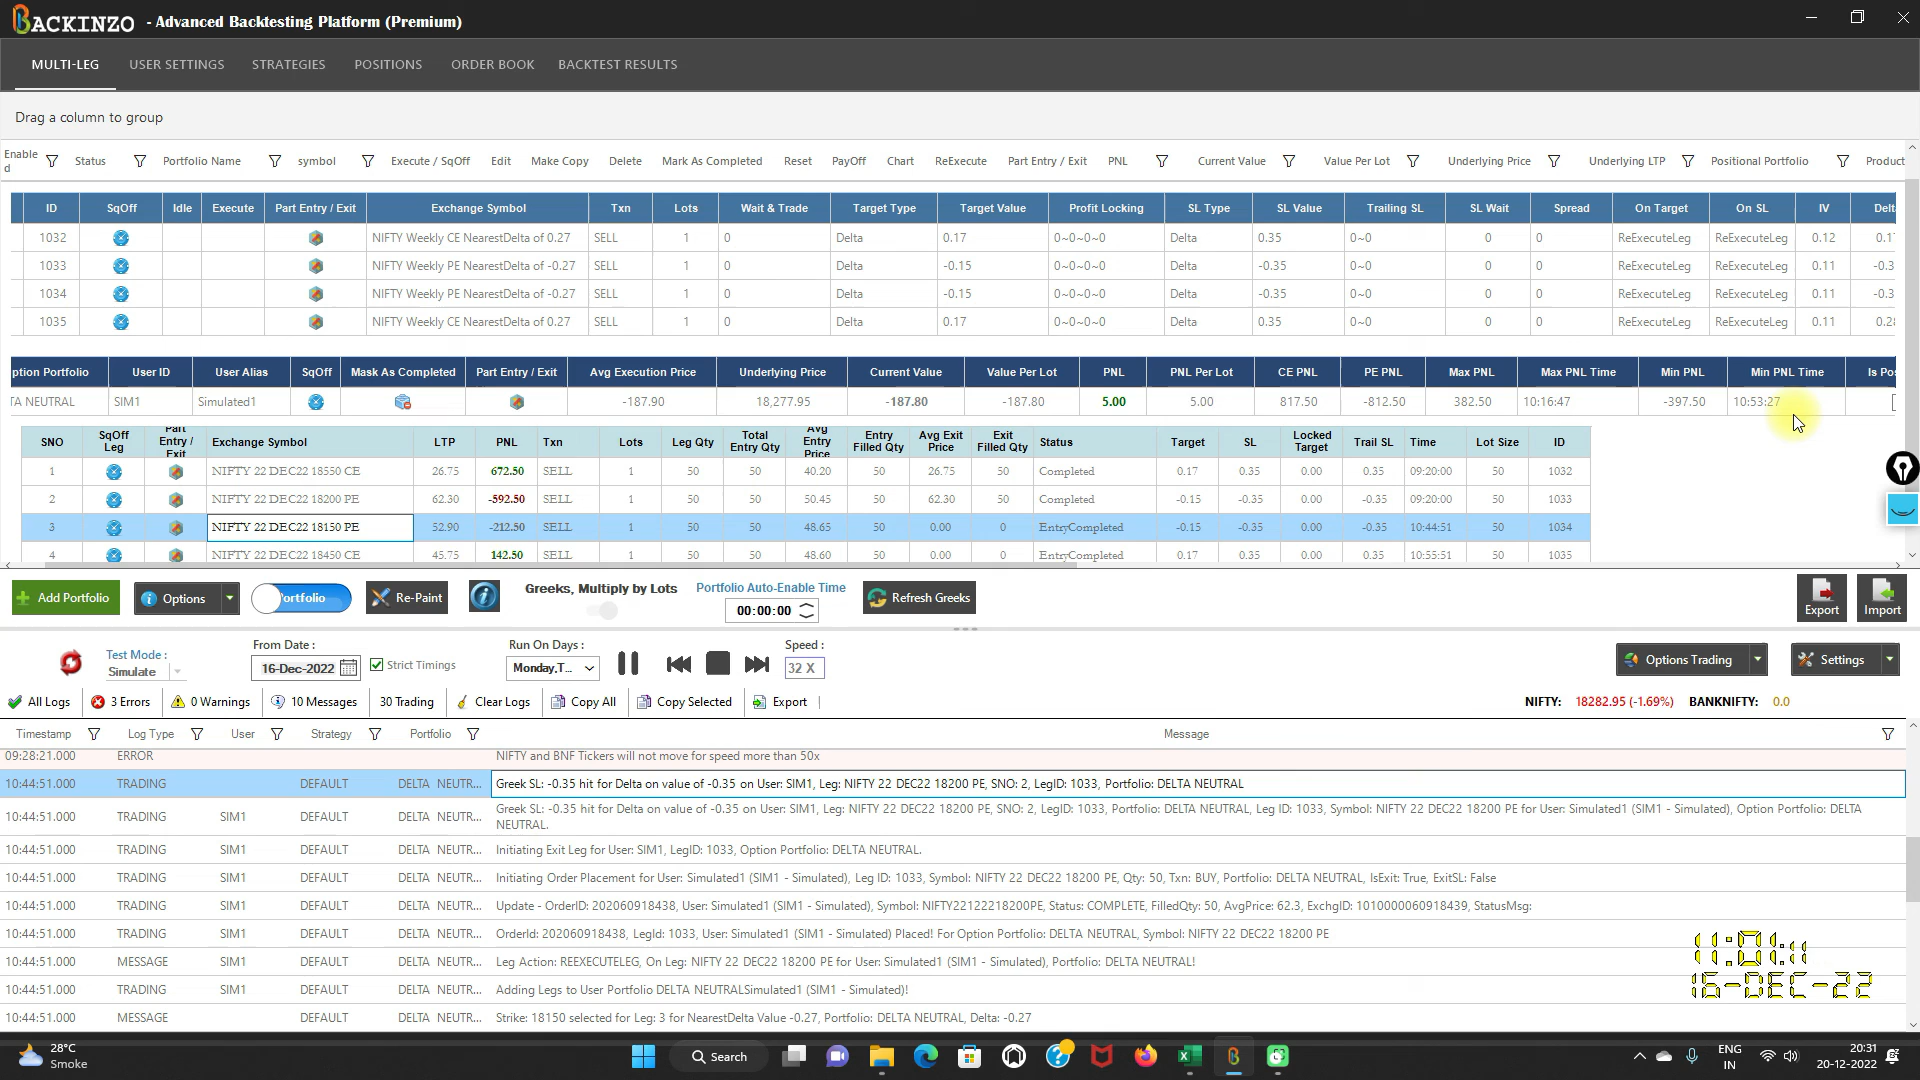 BACKINZO - Advanced Backtesting Platform (Premium)
MULTI-LEG USER SETTINGS STRATEGIES POSITIONS ORDER BOOK BACKTEST RESULTS
Drag a column to group
Enabled Status Portfolio Name symbol Execute / SqOff Edit Make Copy Delete Mark As Completed Reset PayOff Chart ReExecute Part Entry / Exit PNL Current Value Value Per Lot Underlying Price Underlying LTP Positional Portfolio Product
ID SqOff Idle Execute Part Entry / Exit Exchange Symbol Txn Lots Wait & Trade Target Type Target Value Profit Locking SL Type SL Value Trailing SL SL Wait Spread On Target On SL IV Delt
1032 NIFTY Weekly CE NearestDelta of 0.27 SELL 1 0 Delta 0.17 0~0~0~0 Delta 0.35 0~0 0 0 ReExecuteLeg ReExecuteLeg 0.12 0.1
1033 NIFTY Weekly PE NearestDelta of -0.27 SELL 1 0 Delta -0.15 0~0~0~0 Delta -0.35 0~0 0 0 ReExecuteLeg ReExecuteLeg 0.11 -0.3
1034 NIFTY Weekly PE NearestDelta of -0.27 SELL 1 0 Delta -0.15 0~0~0~0 Delta -0.35 0~0 0 0 ReExecuteLeg ReExecuteLeg 0.11 -0.3
1035 NIFTY Weekly CE NearestDelta of 0.27 SELL 1 0 Delta 0.17 0~0~0~0 Delta 0.35 0~0 0 0 ReExecuteLeg ReExecuteLeg 0.11 0.28
ption Portfolio User ID User Alias SqOff Mask As Completed Part Entry / Exit Avg Execution Price Underlying Price Current Value Value Per Lot PNL PNL Per Lot CE PNL PE PNL Max PNL Max PNL Time Min PNL Min PNL Time Is Pos
TA NEUTRAL SIM1 Simulated1 -187.90 18,277.95 -187.80 -187.80 5.00 5.00 817.50 -812.50 382.50 10:16:47 -397.50 10:53:27
SNO SqOff Leg Part Entry / Exit Exchange Symbol LTP PNL Txn Lots Leg Qty Total Entry Qty Avg Entry Price Entry Filled Qty Avg Exit Price Exit Filled Qty Status Target SL Locked Target Trail SL Time Lot Size ID
1 NIFTY 22 DEC22 18550 CE 26.75 672.50 SELL 1 50 50 40.20 50 26.75 50 Completed 0.17 0.35 0.00 0.35 09:20:00 50 1032
2 NIFTY 22 DEC22 18200 PE 62.30 -592.50 SELL 1 50 50 50.45 50 62.30 50 Completed -0.15 -0.35 0.00 -0.35 09:20:00 50 1033
3 NIFTY 22 DEC22 18150 PE 52.90 -212.50 SELL 1 50 50 48.65 50 0.00 0 EntryCompleted -0.15 -0.35 0.00 -0.35 10:44:51 50 1034
4 NIFTY 22 DEC22 18450 CE 45.75 142.50 SELL 1 50 50 48.60 50 0.00 0 EntryCompleted 0.17 0.35 0.00 0.35 10:55:51 50 1035
Add Portfolio Options ortfolio Re-Paint Greeks, Multiply by Lots Portfolio Auto-Enable Time Refresh Greeks Export Import
00:00:00
Test Mode : From Date : Run On Days : Speed :
Simulate 16-Dec-2022 Strict Timings Monday,T... 32 X Options Trading Settings
All Logs 3 Errors 0 Warnings 10 Messages 30 Trading Clear Logs Copy All Copy Selected Export NIFTY: 18282.95 (-1.69%) BANKNIFTY: 0.0
Timestamp Log Type User Strategy Portfolio Message
09:28:21.000 ERROR NIFTY and BNF Tickers will not move for speed more than 50x
10:44:51.000 TRADING DEFAULT DELTA NEUTR... Greek SL: -0.35 hit for Delta on value of -0.35 on User: SIM1, Leg: NIFTY 22 DEC22 18200 PE, SNO: 2, LegID: 1033, Portfolio: DELTA NEUTRAL
10:44:51.000 TRADING SIM1 DEFAULT DELTA NEUTR... Greek SL: -0.35 hit for Delta on value of -0.35 on User: SIM1, Leg: NIFTY 22 DEC22 18200 PE, SNO: 2, LegID: 1033, Portfolio: DELTA NEUTRAL, Leg ID: 1033, Symbol: NIFTY 22 DEC22 18200 PE for User: Simulated1 (SIM1 - Simulated), Option Portfolio: DELTA
NEUTRAL.
10:44:51.000 TRADING SIM1 DEFAULT DELTA NEUTR... Initiating Exit Leg for User: SIM1, LegID: 1033, Option Portfolio: DELTA NEUTRAL.
10:44:51.000 TRADING SIM1 DEFAULT DELTA NEUTR... Initiating Order Placement for User: Simulated1 (SIM1 - Simulated), Leg ID: 1033, Symbol: NIFTY 22 DEC22 18200 PE, Qty: 50, Txn: BUY, Portfolio: DELTA NEUTRAL, IsExit: True, ExitSL: False
10:44:51.000 TRADING SIM1 DEFAULT DELTA NEUTR... Update - OrderID: 202060918438, User: Simulated1 (SIM1 - Simulated), Symbol: NIFTY22122218200PE, Status: COMPLETE, FilledQty: 50, AvgPrice: 62.3, ExchgID: 1010000060918439, StatusMsg:
10:44:51.000 TRADING SIM1 DEFAULT DELTA NEUTR... OrderId: 202060918438, LegId: 1033, User: Simulated1 (SIM1 - Simulated) Placed! For Option Portfolio: DELTA NEUTRAL, Symbol: NIFTY 22 DEC22 18200 PE
10:44:51.000 MESSAGE SIM1 DEFAULT DELTA NEUTR... Leg Action: REEXECUTELEG, On Leg: NIFTY 22 DEC22 18200 PE for User: Simulated1 (SIM1 - Simulated), Portfolio: DELTA NEUTRAL!
10:44:51.000 TRADING SIM1 DEFAULT DELTA NEUTR... Adding Legs to User Portfolio DELTA NEUTRALSimulated1 (SIM1 - Simulated)!
10:44:51.000 MESSAGE DEFAULT DELTA NEUTR... Strike: 18150 selected for Leg: 3 for NearestDelta Value -0.27, Portfolio: DELTA NEUTRAL, Delta: -0.27
11:01:11
16-DEC-22
28°C
Smoke
Search
ENG
IN
20:31
20-12-2022